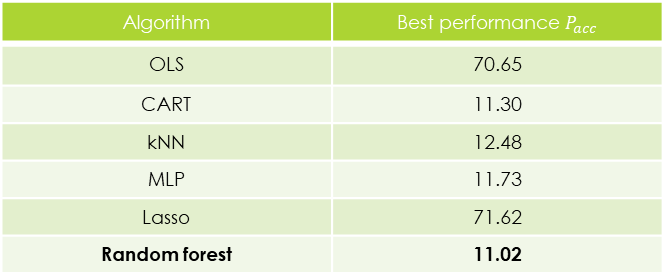 Algorithm Best performance P_acc
OLS 70.65
CART 11.30
kNN 12.48
MLP 11.73
Lasso 71.62
Random forest 11.02